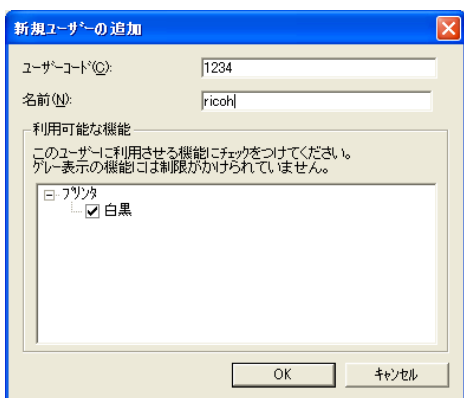 新規ユーザーの追加
ユーザーコード(C):
1234
名前(N):
ricoh
利用可能な機能
このユーザーに利用させる機能にチェックをつけてください。
グレー表示の機能には制限がかけられていません。
プリンタ
白黒
OK
キャンセル